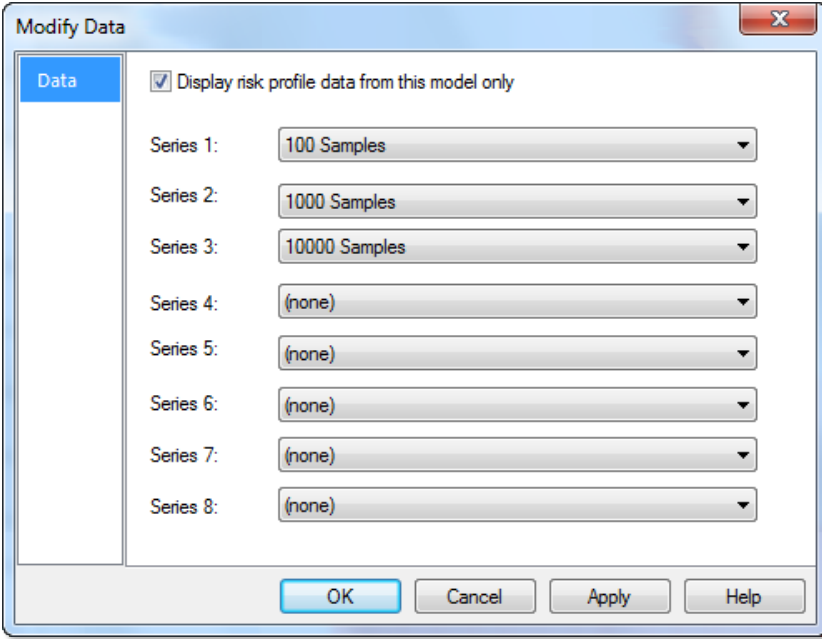 Modify Data
Data
Display risk profile data from this model only
Series 1: 100 Samples
Series 2: 1000 Samples
Series 3: 10000 Samples
Series 4: (none)
Series 5: (none)
Series 6: (none)
Series 7: (none)
Series 8: (none)
OK Cancel Apply Help